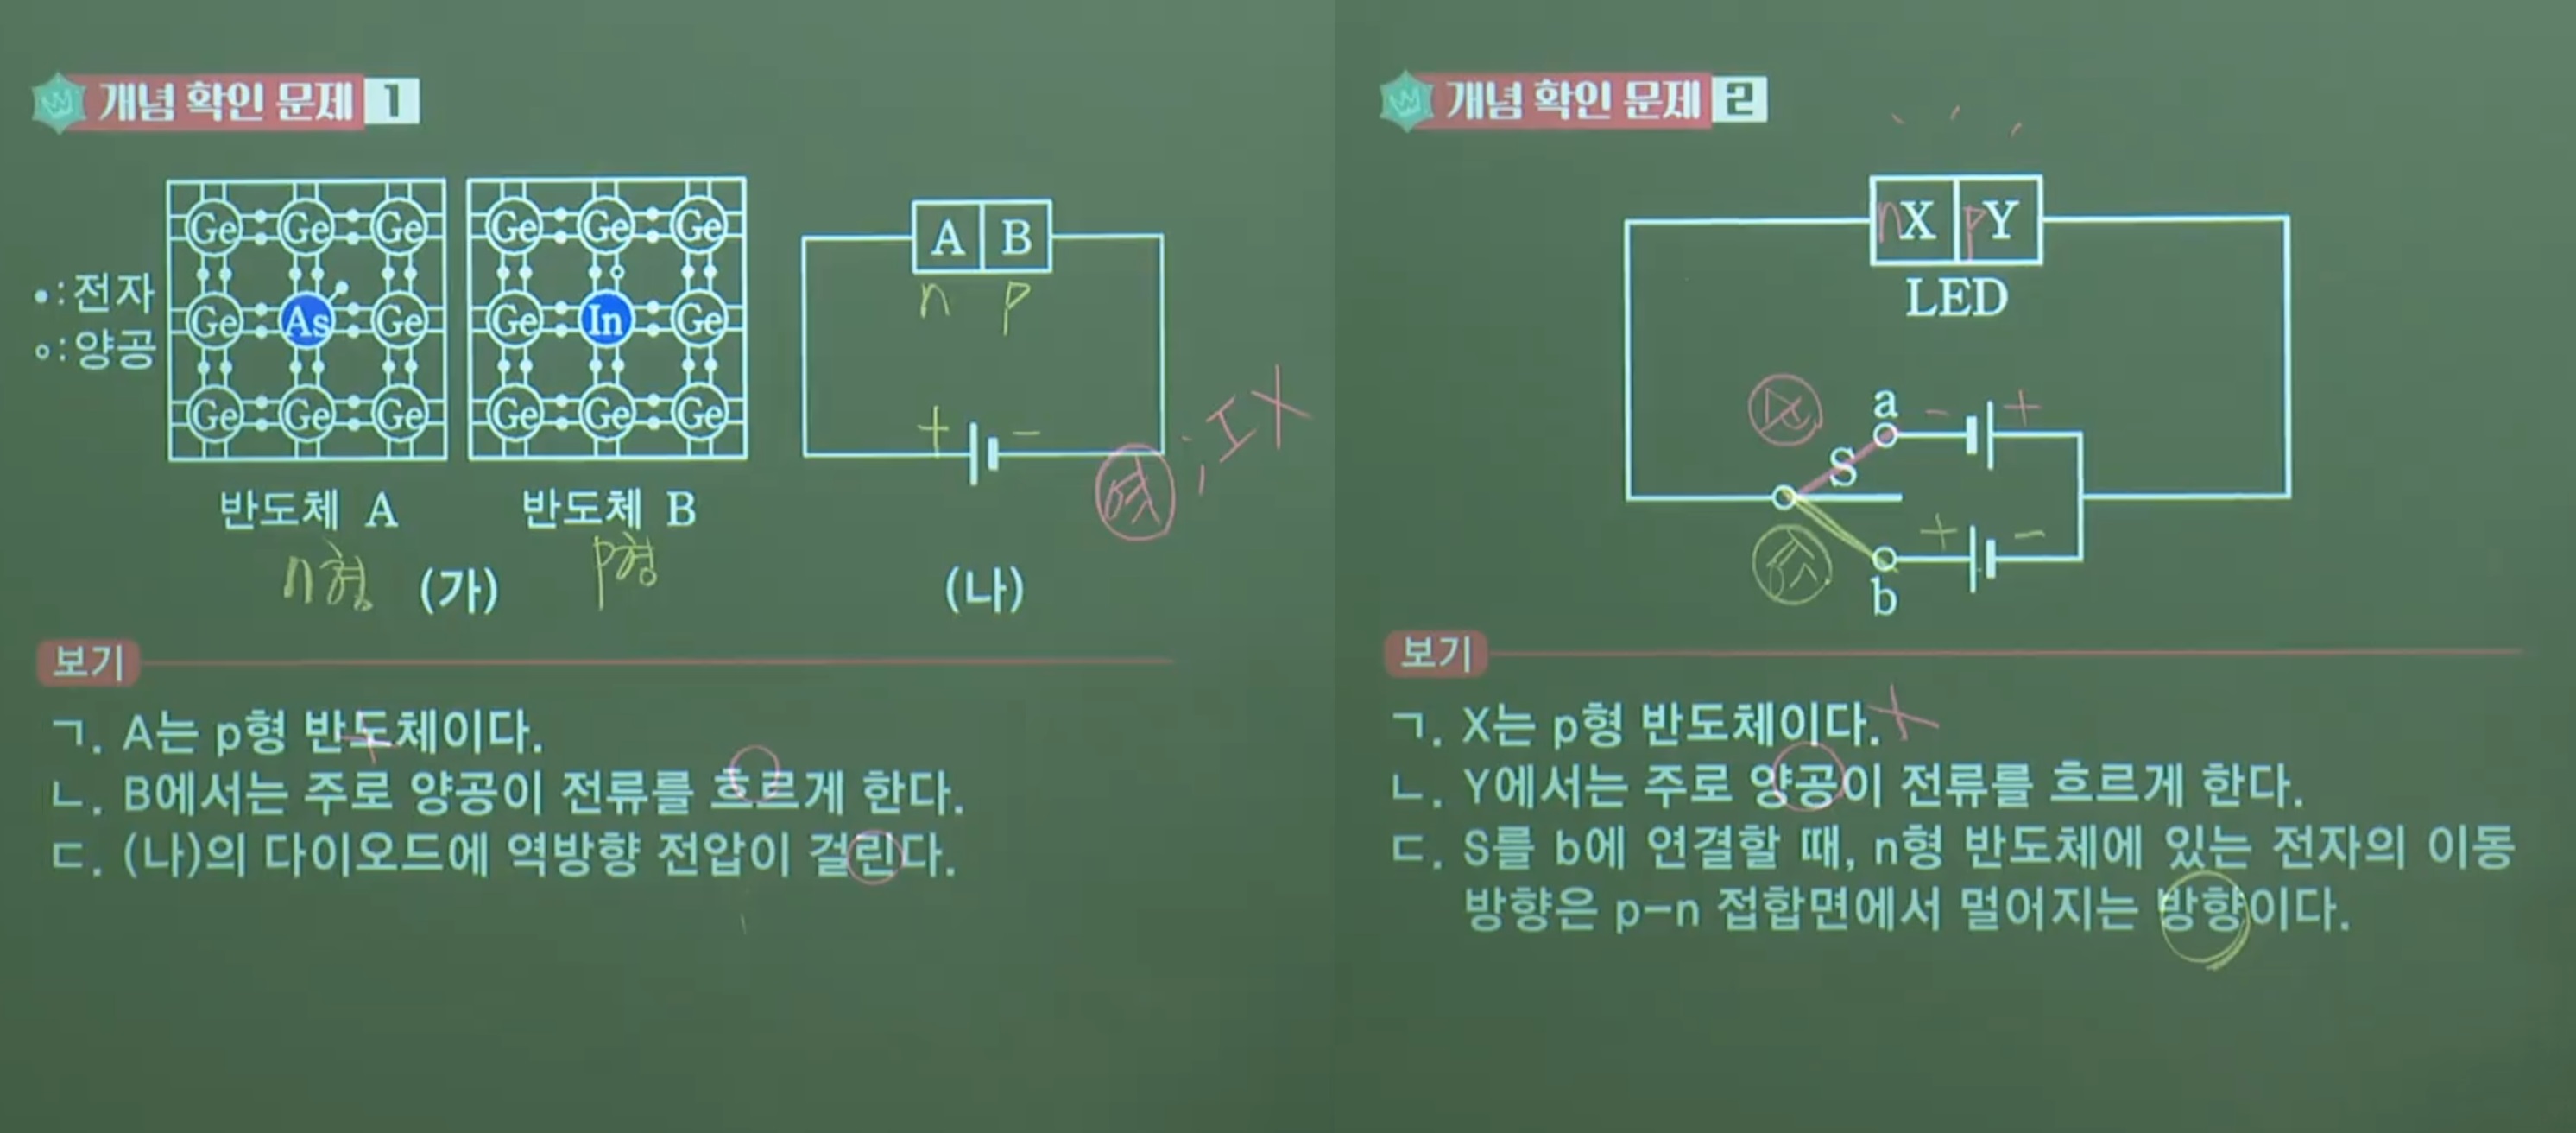 개념 확인 문제 1
Ge Ge Ge
Ge As Ge
Ge Ge Ge
Ge Ge Ge
Ge In Ge
Ge Ge Ge
•:전자
∘:양공
반도체 A
n형
반도체 B
p형
(가)
A B
n p
+ −
역 ; I X
(나)
보기
ㄱ. A는 p형 반도체이다.
ㄴ. B에서는 주로 양공이 전류를 흐르게 한다.
ㄷ. (나)의 다이오드에 역방향 전압이 걸린다.
개념 확인 문제 2
nX pY
LED
a − +
S
+ −
b
보기
ㄱ. X는 p형 반도체이다.
ㄴ. Y에서는 주로 양공이 전류를 흐르게 한다.
ㄷ. S를 b에 연결할 때, n형 반도체에 있는 전자의 이동
방향은 p−n 접합면에서 멀어지는 방향이다.